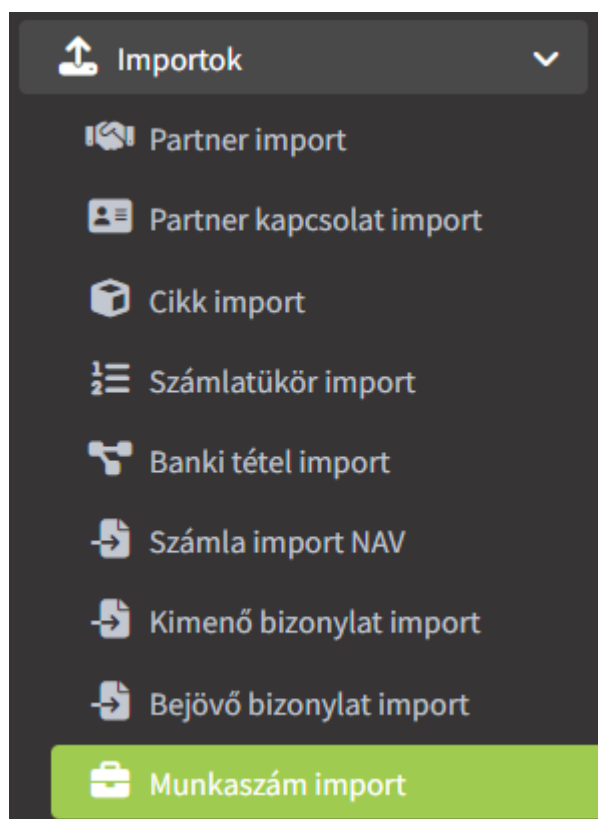 Importok
Partner import
Partner kapcsolat import
Cikk import
Számlatükör import
Banki tétel import
Számla import NAV
Kimenő bizonylat import
Bejövő bizonylat import
Munkaszám import